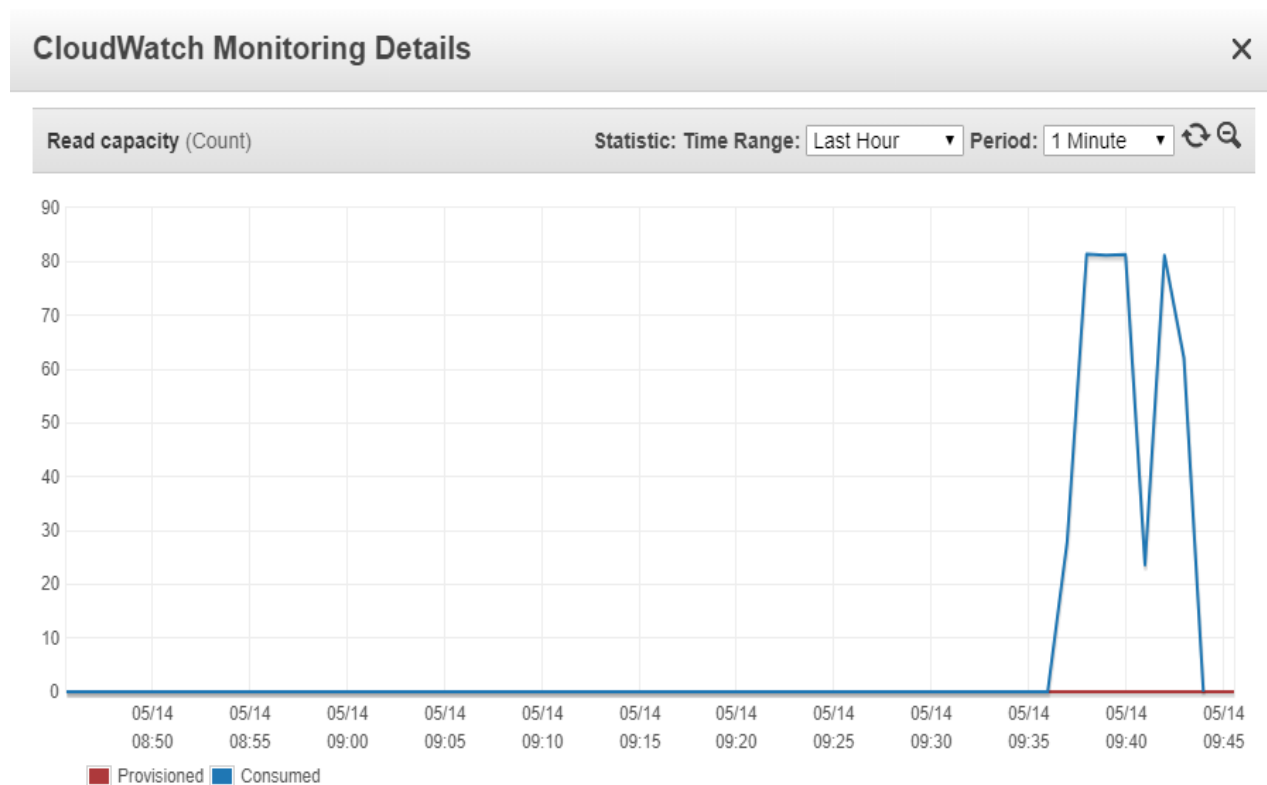 CloudWatch Monitoring Details
Read capacity (Count) Statistic: Time Range: Last Hour Period: 1 Minute
90
80
70
60
50
40
30
20
10
0
05/14 05/14 05/14 05/14 05/14 05/14 05/14 05/14 05/14 05/14 05/14 05/14
08:50 08:55 09:00 09:05 09:10 09:15 09:20 09:25 09:30 09:35 09:40 09:45
Provisioned Consumed